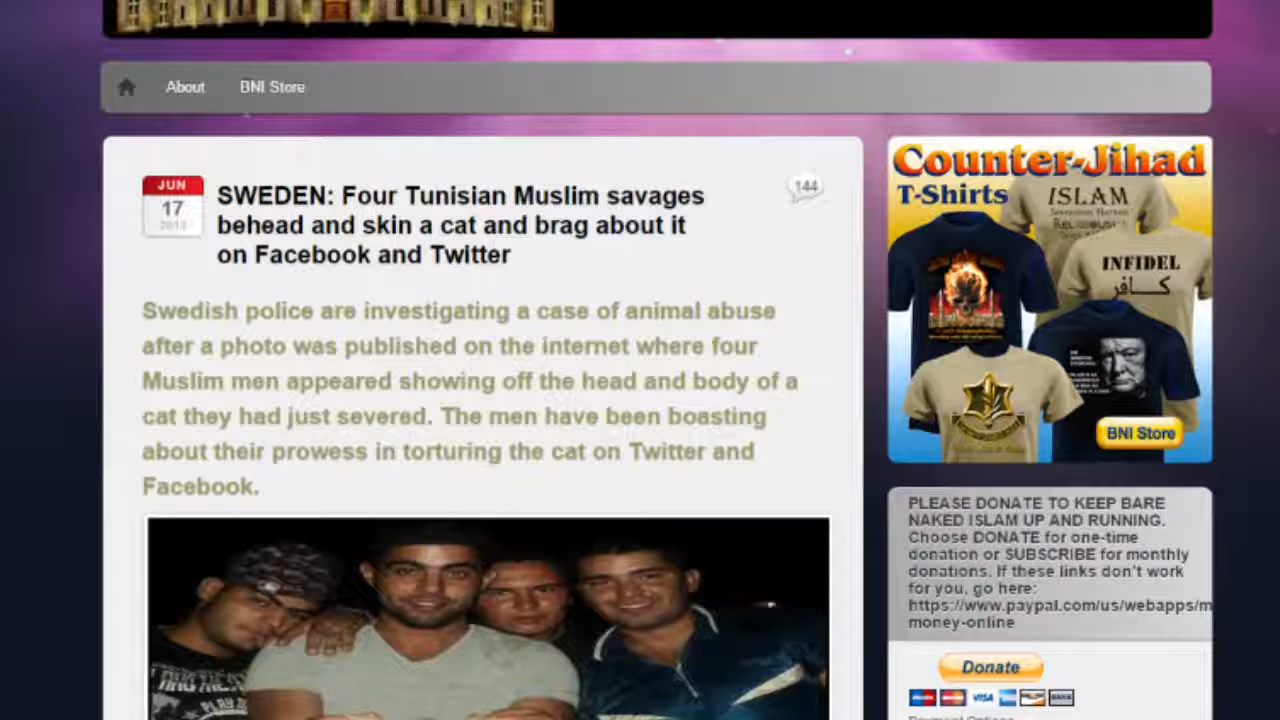 About
BNI Store
JUN
17
2013
SWEDEN: Four Tunisian Muslim savages
behead and skin a cat and brag about it
on Facebook and Twitter
144
Swedish police are investigating a case of animal abuse
after a photo was published on the internet where four
Muslim men appeared showing off the head and body of a
cat they had just severed. The men have been boasting
about their prowess in torturing the cat on Twitter and
Facebook.
Counter-Jihad
T-Shirts
ISLAM
INFIDEL
كافر
BNI Store
PLEASE DONATE TO KEEP BARE
NAKED ISLAM UP AND RUNNING.
Choose DONATE for one-time
donation or SUBSCRIBE for monthly
donations. If these links don't work
for you, go here:
https://www.paypal.com/us/webapps/m
money-online
Donate
VISA
BANK